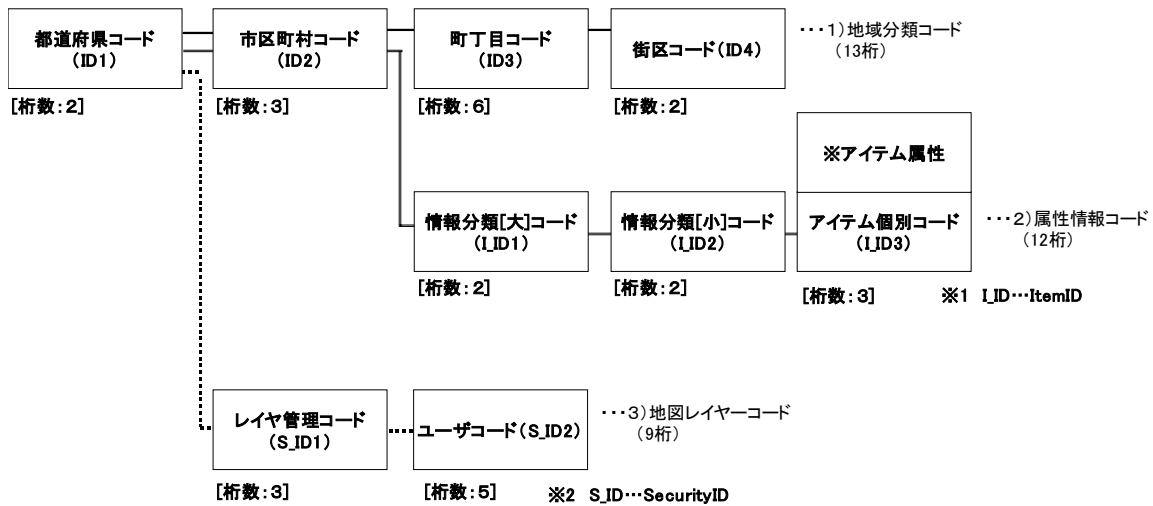 都道府県コード
（ID1）
市区町村コード
（ID2）
町丁目コード
（ID3）
街区コード（ID4）
・・・1）地域分類コード
（13桁）
［桁数：2］
［桁数：3］
［桁数：6］
［桁数：2］
※アイテム属性
情報分類［大］コード
（I_ID1）
情報分類［小］コード
（I_ID2）
アイテム個別コード
（I_ID3）
・・・2）属性情報コード
（12桁）
［桁数：2］
［桁数：2］
［桁数：3］
※1 I_ID…ItemID
レイヤ管理コード
（S_ID1）
ユーザコード（S_ID2）
・・・3）地図レイヤーコード
（9桁）
［桁数：3］
［桁数：5］
※2 S_ID…SecurityID